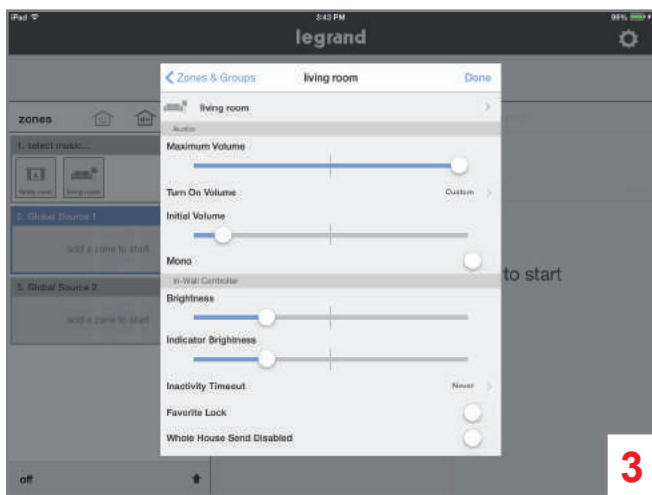 iPad
3:43 PM
99%
legrand
Zones & Groups
living room
Done
zones
living room
Audio
1. select music...
Maximum Volume
family room
living room
Turn On Volume
Custom
2. Global Source 1
Initial Volume
add a zone to start
Mono
to start
In-Wall Controller
3. Global Source 2
Brightness
add a zone to start
Indicator Brightness
Inactivity Timeout
Never
Favorite Lock
Whole House Send Disabled
off
3